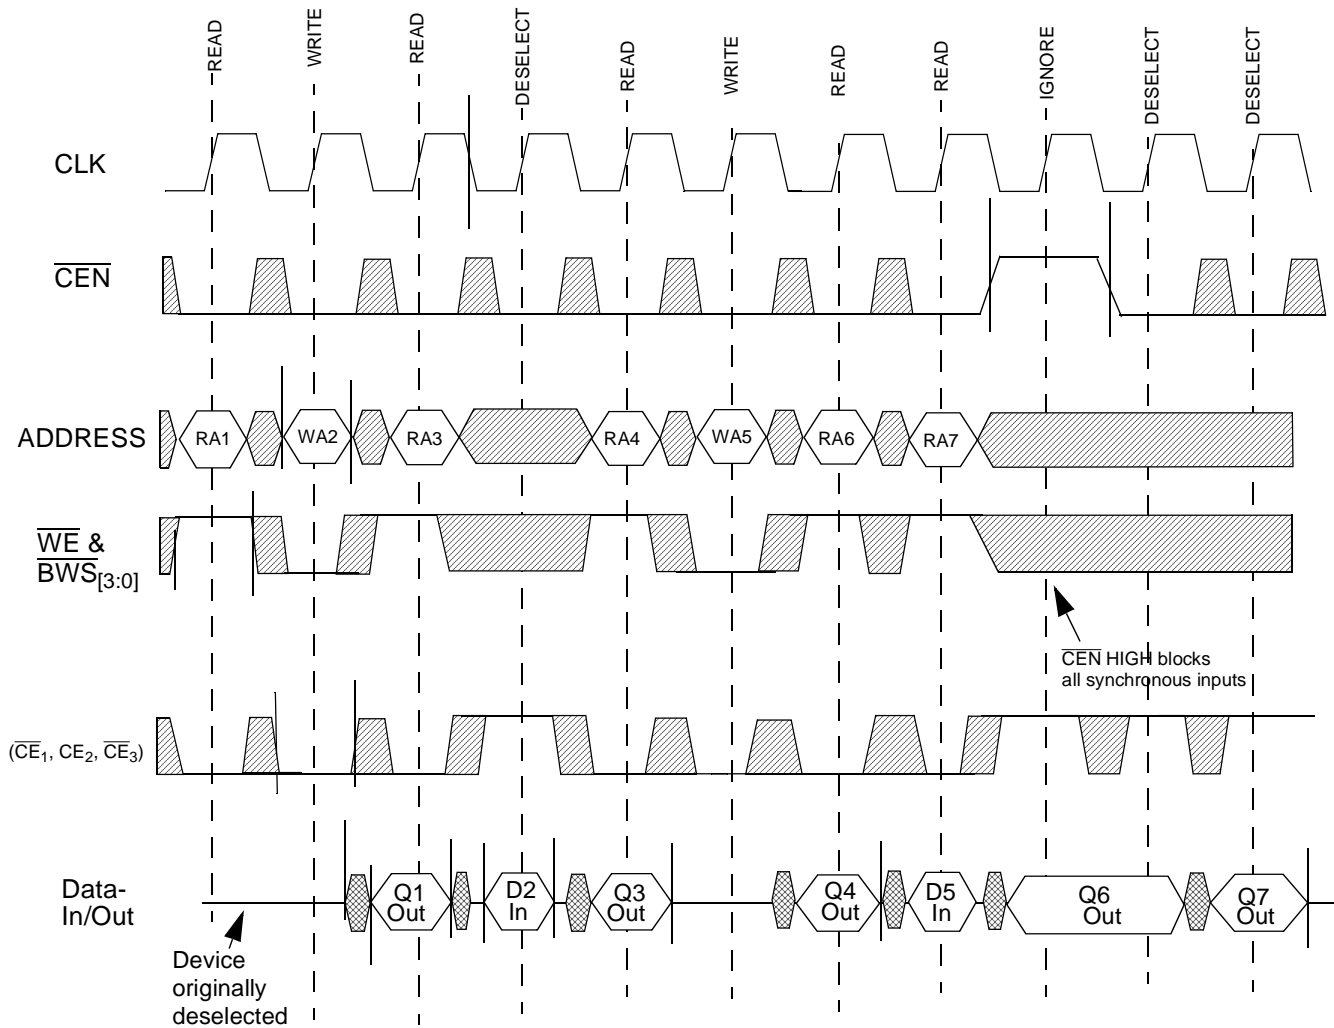 READ
WRITE
READ
DESELECT
READ
WRITE
READ
READ
IGNORE
DESELECT
DESELECT
CLK
CEN
ADDRESS
RA1
WA2
RA3
RA4
WA5
RA6
RA7
WE &
BWS[3:0]
CEN HIGH blocks
all synchronous inputs
(CE1, CE2, CE3)
Data-
In/Out
Q1
Out
D2
In
Q3
Out
Q4
Out
D5
In
Q6
Out
Q7
Out
Device
originally
deselected